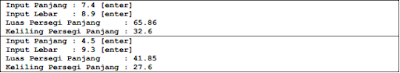 Input Panjang : 7.4 [enter]
Input Lebar : 8.9 [enter]
Luas Persegi Panjang : 65.86
Keliling Persegi Panjang : 32.6
Input Panjang : 4.5 [enter]
Input Lebar : 9.3 [enter]
Luas Persegi Panjang : 41.85
Keliling Persegi Panjang : 27.6